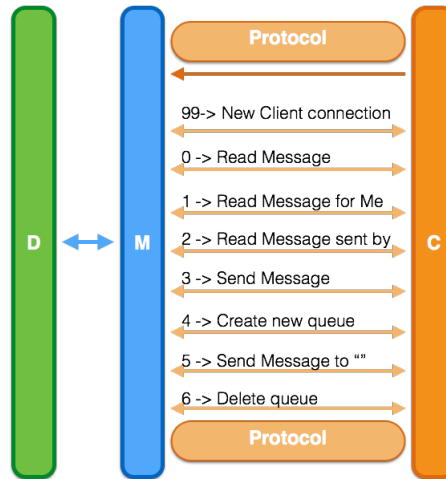 Protocol
99-> New Client connection
0 -> Read Message
1 -> Read Message for Me
2 -> Read Message sent by
D
M
C
3 -> Send Message
4 -> Create new queue
5 -> Send Message to “”
6 -> Delete queue
Protocol